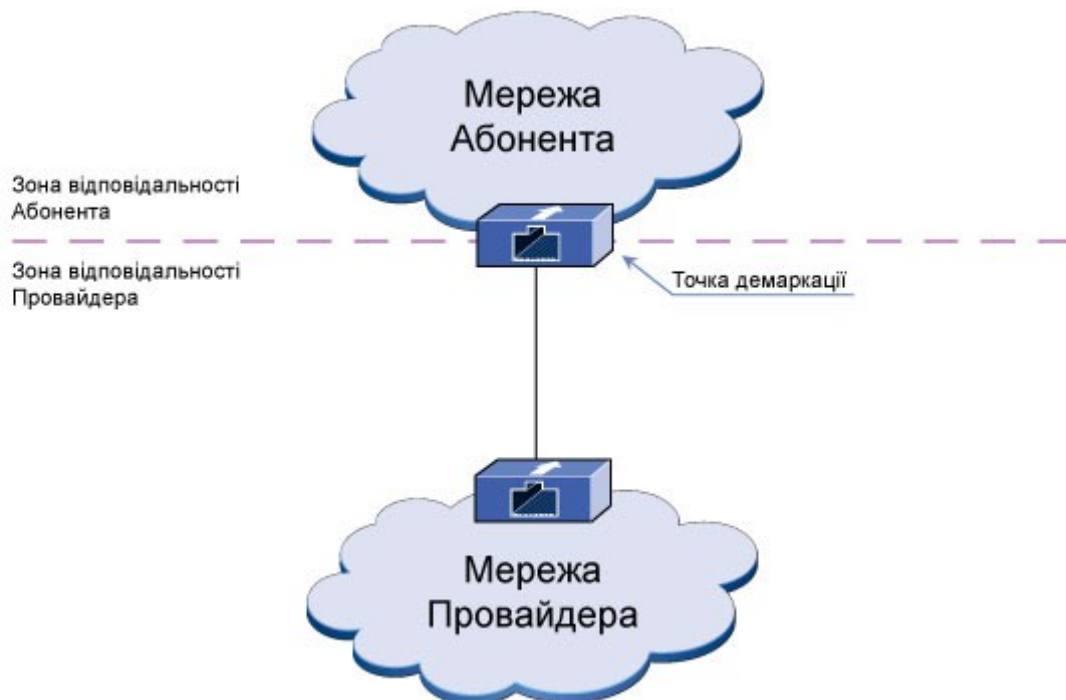 Мережа
Абонента
Зона відповідальності
Абонента
Зона відповідальності
Провайдера
Точка демаркації
Мережа
Провайдера